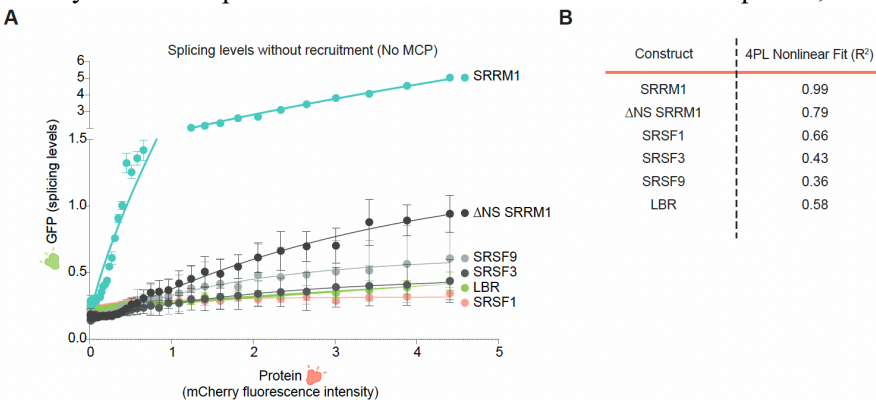 A
B
Splicing levels without recruitment (No MCP)
6
5
4
3
1.5
1.0
0.5
0.0
GFP (splicing levels)
SRRM1
ΔNS SRRM1
SRSF9
SRSF3
LBR
SRSF1
0 1 2 3 4 5
Protein
(mCherry fluorescence intensity)
Construct 4PL Nonlinear Fit (R²)
SRRM1 0.99
ΔNS SRRM1 0.79
SRSF1 0.66
SRSF3 0.43
SRSF9 0.36
LBR 0.58